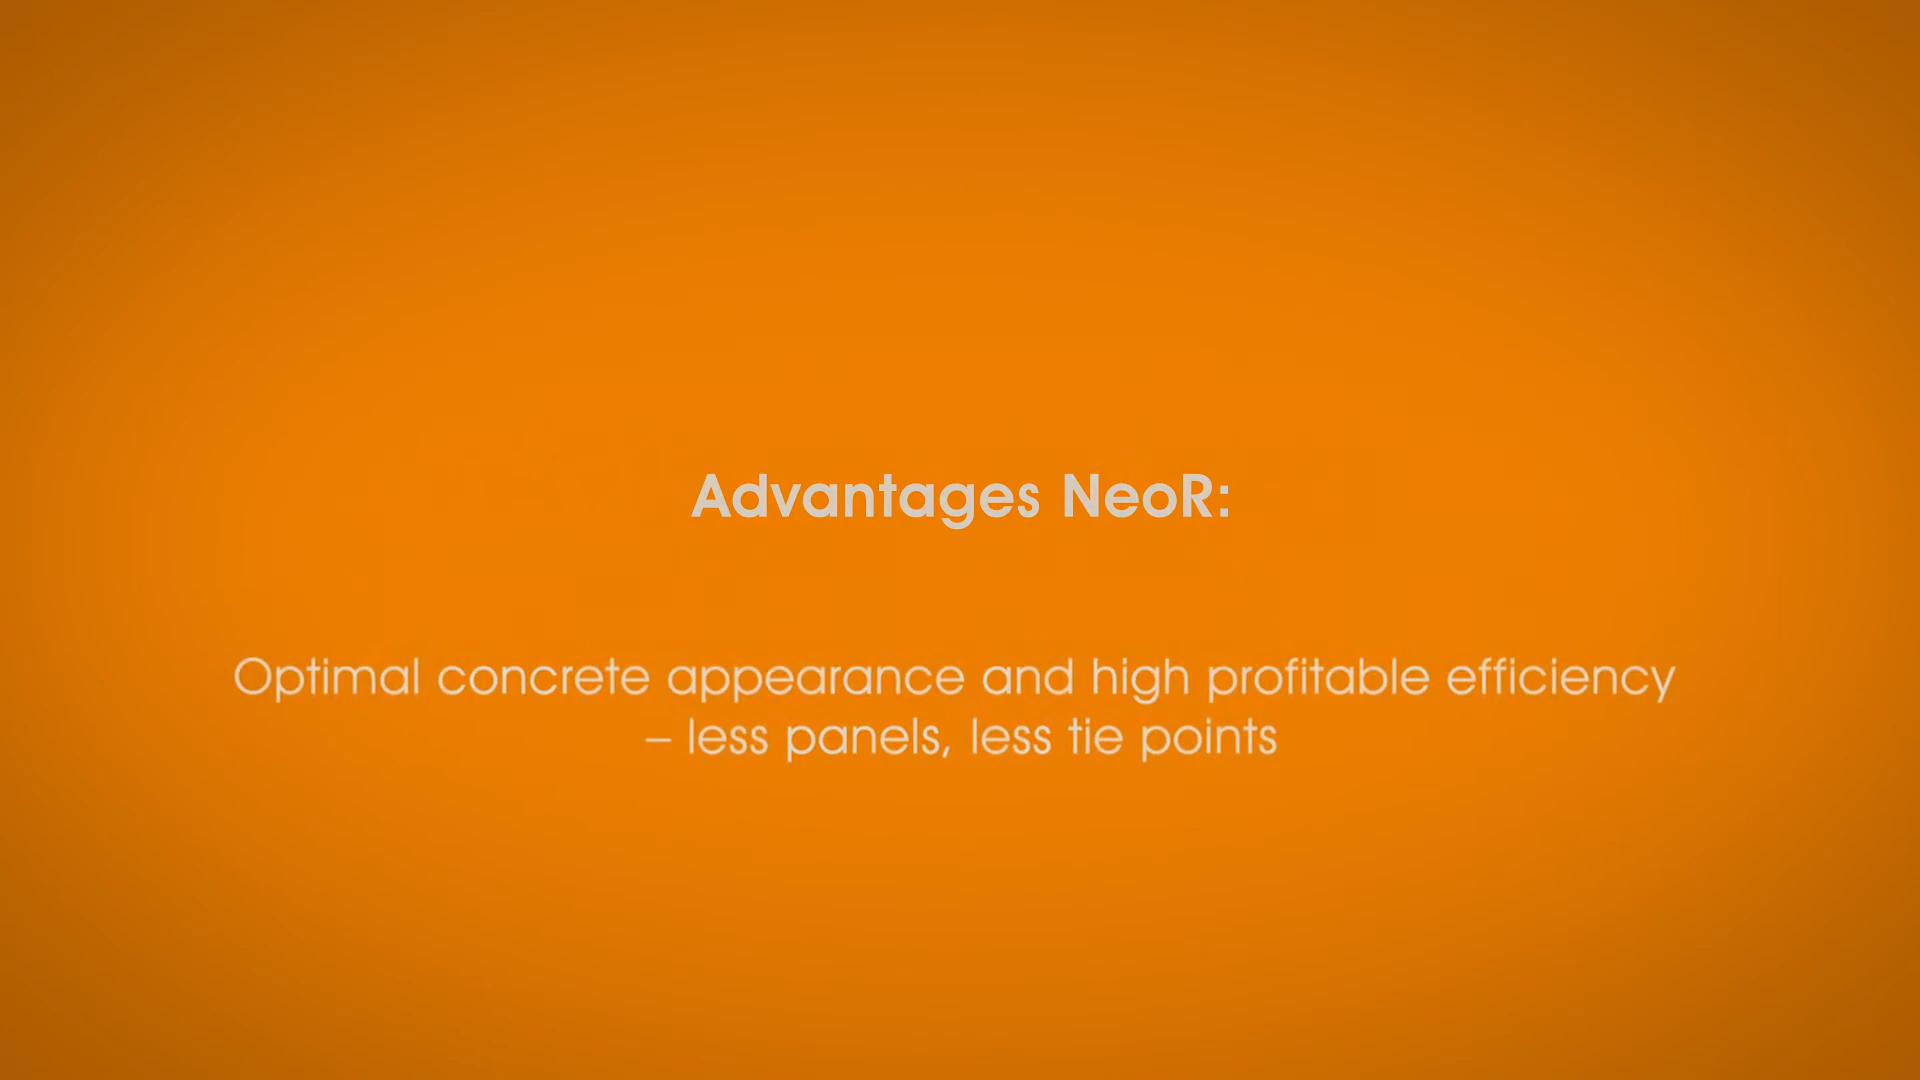 Advantages NeoR:
Optimal concrete appearance and high profitable efficiency
– less panels, less tie points